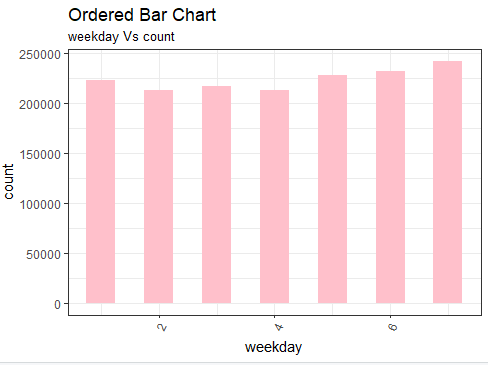 Ordered Bar Chart
weekday Vs count
250000
200000
150000
100000
50000
0
count
2
4
6
weekday